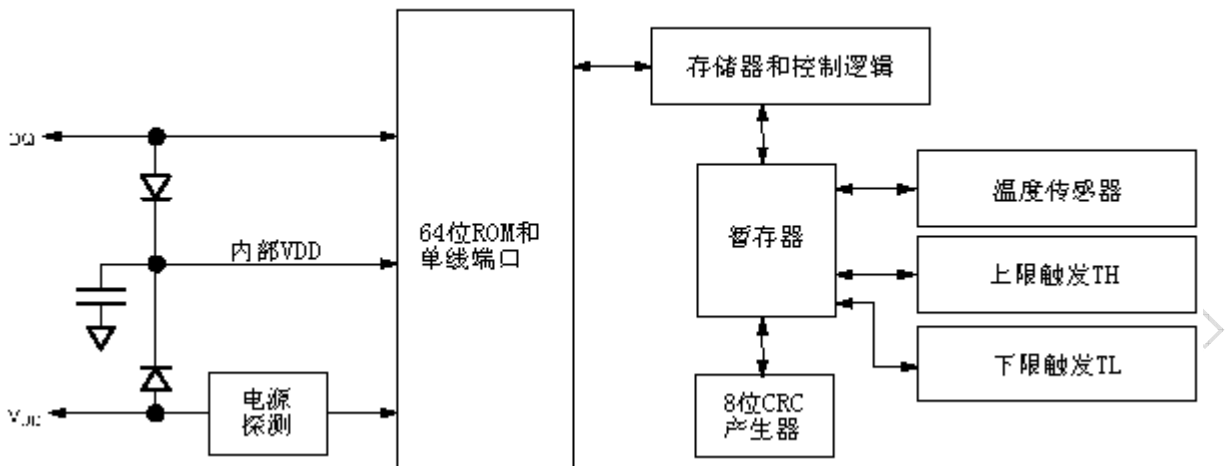 存储器和控制逻辑
DQ
温度传感器
64位ROM和
单线端口
暂存器
内部VDD
上限触发TH
下限触发TL
电源
探测
VDD
8位CRC
产生器